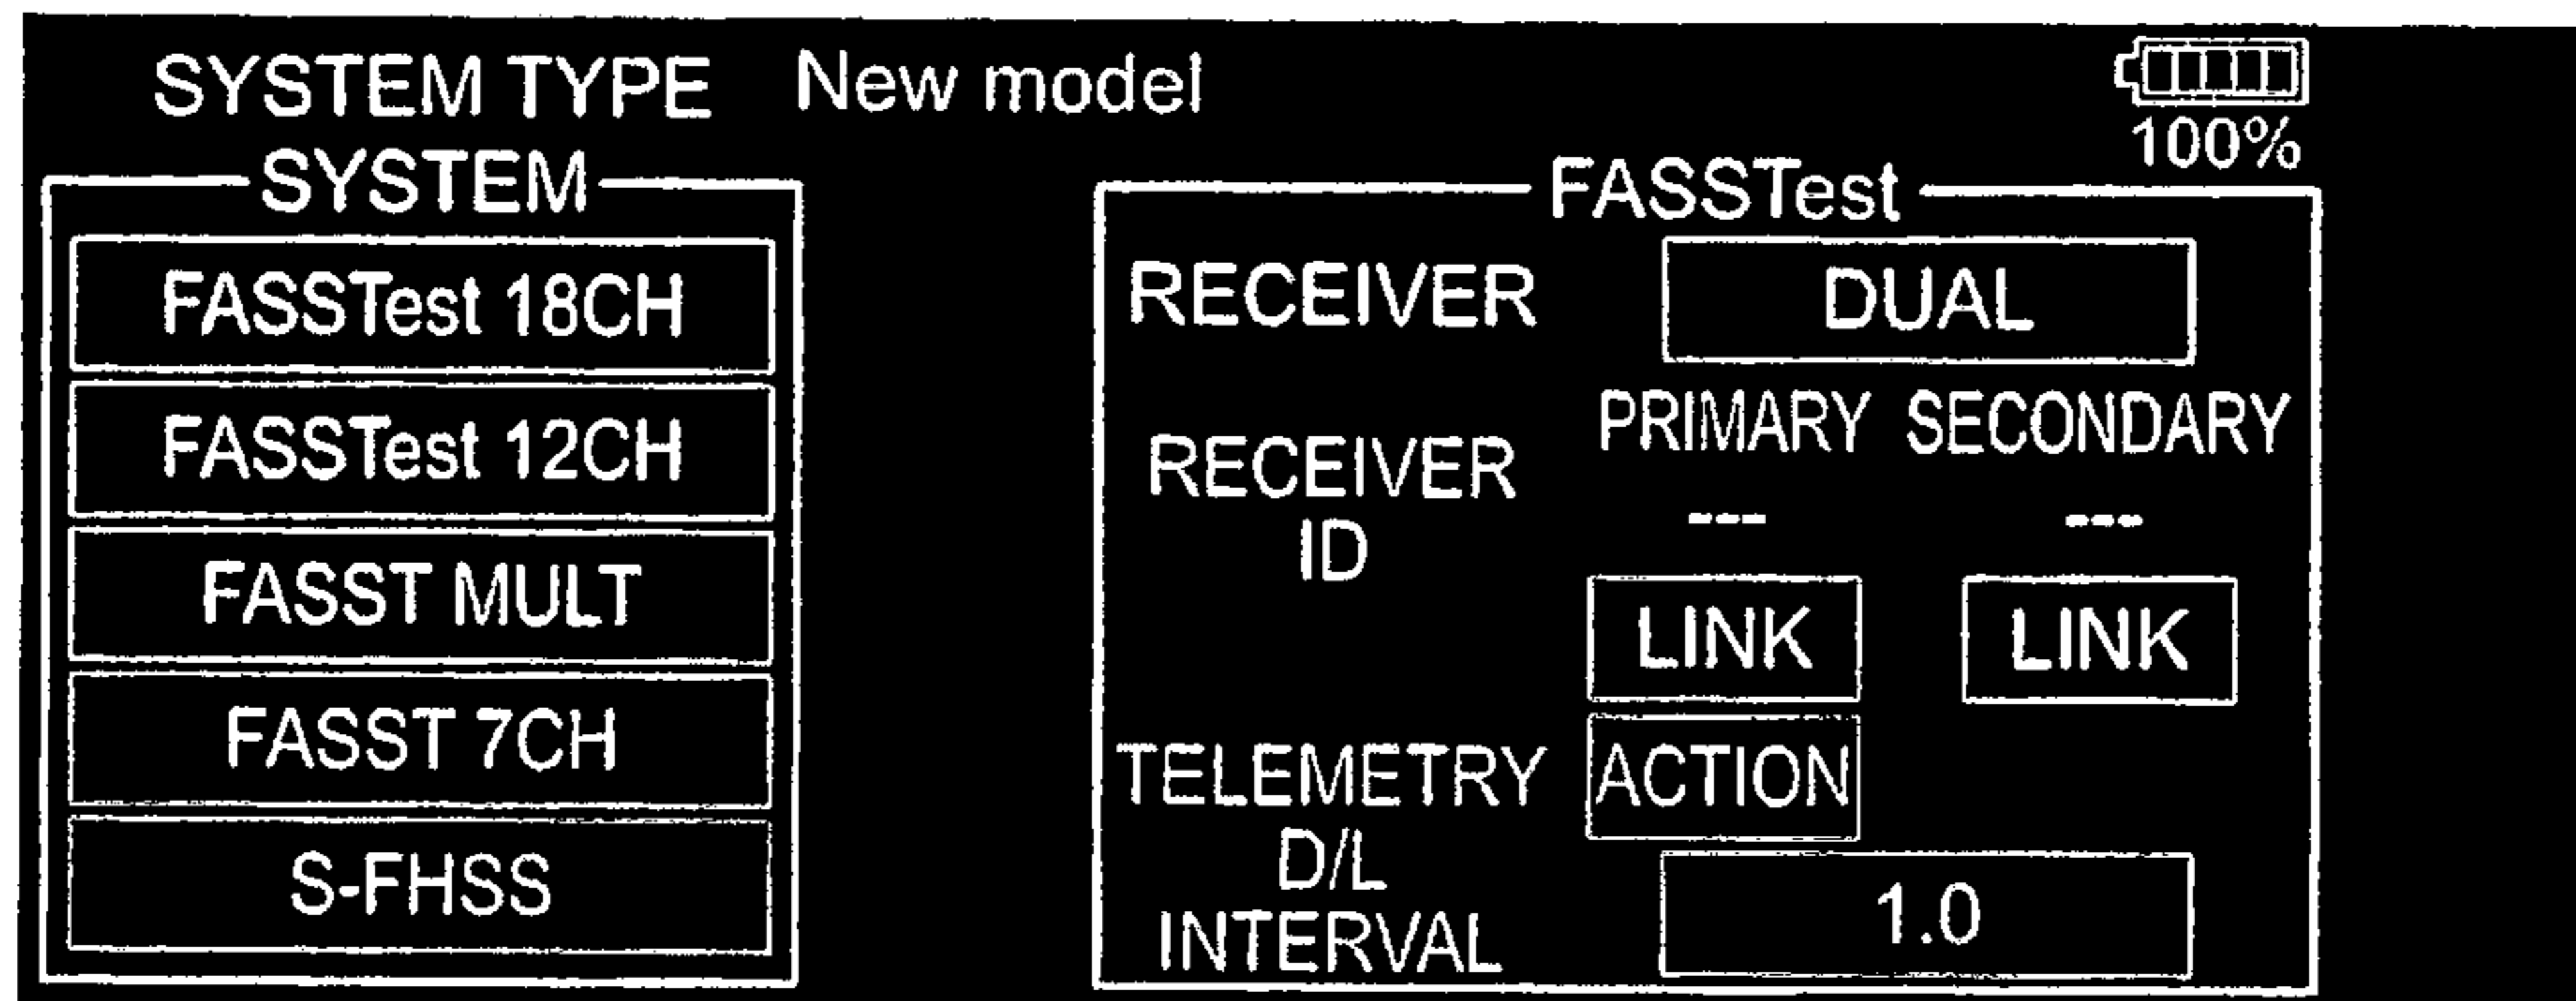 SYSTEM TYPE New model
100%
SYSTEM
FASSTest 18CH
FASSTest 12CH
FASST MULT
FASST 7CH
S-FHSS
FASSTest
RECEIVER DUAL
PRIMARY SECONDARY
RECEIVER
ID
--- ---
LINK LINK
TELEMETRY ACTION
D/L
INTERVAL
1.0